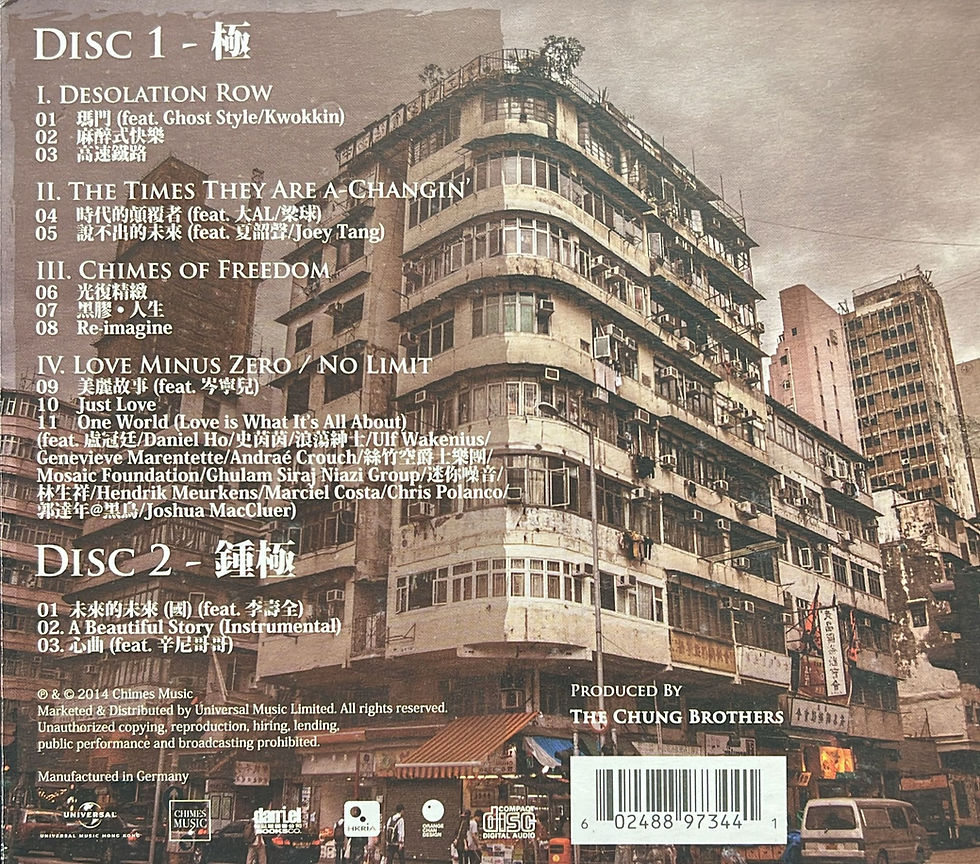 DISC 1 - 極
I. DESOLATION ROW
01 瑪門 (feat. Ghost Style/Kwokkin)
02 麻醉式快樂
03 高速鐵路
II. THE TIMES THEY ARE A-CHANGIN'
04 時代的顛覆者 (feat. 大AL/梁球)
05 說不出的未來 (feat. 夏韶聲/Joey Tang)
III. CHIMES OF FREEDOM
06 光復精緻
07 黑膠・人生
08 Re-imagine
IV. LOVE MINUS ZERO / NO LIMIT
09 美麗故事 (feat. 岑寧兒)
10 Just Love
11 One World (Love is What It's All About)
(feat. 盧冠廷/Daniel Ho/史茵茵/浪蕩紳士/Ulf Wakenius/
Genevieve Marentette/Andraé Crouch/絲竹空爵士樂團/
Mosaic Foundation/Ghulam Siraj Niazi Group/迷你噪音/
林生祥/Hendrik Meurkens/Marciel Costa/Chris Polanco/
郭達年@黑鳥/Joshua MacCluer)
DISC 2 - 鍾極
01 未來的未來 (國) (feat. 李壽全)
02. A Beautiful Story (Instrumental)
03. 心曲 (feat. 辛尼哥哥)
℗ & © 2014 Chimes Music
Marketed & Distributed by Universal Music Limited. All rights reserved.
Unauthorized copying, reproduction, hiring, lending,
public performance and broadcasting prohibited.
Manufactured in Germany
PRODUCED BY
THE CHUNG BROTHERS
UNIVERSAL
UNIVERSAL MUSIC HONG KONG
CHIMES MUSIC
daniel
BOOKS CO.
HKRIA
ORANGE CHAN DESIGN
COMPACT disc DIGITAL AUDIO
6 02488 97344 1